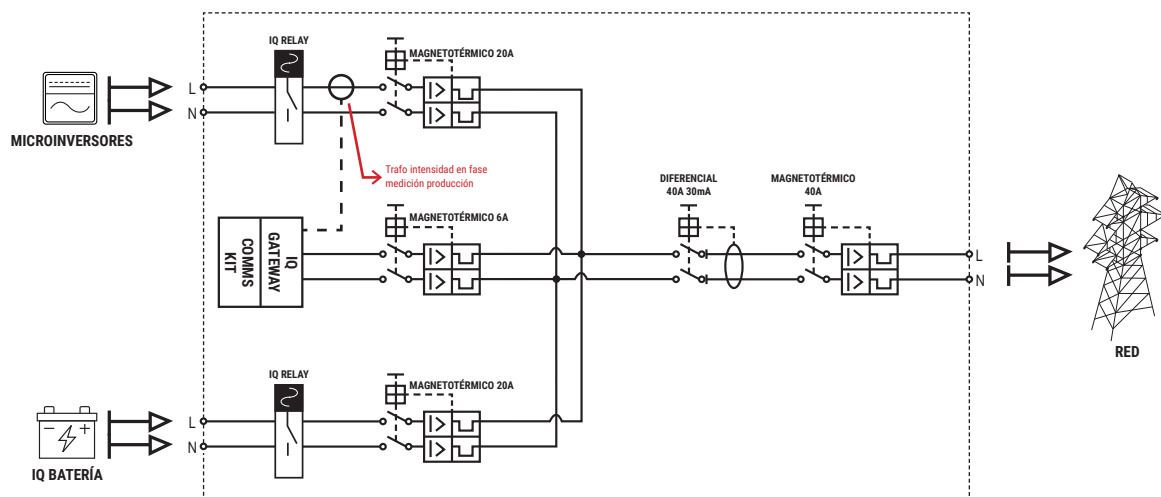 IQ RELAY
MAGNETOTÉRMICO 20A
L
N
MICROINVERSORES
Trafo intensidad en fase
medición producción
DIFERENCIAL
40A 30mA
MAGNETOTÉRMICO
40A
MAGNETOTÉRMICO 6A
IQ
GATEWAY
COMMS
KIT
L
N
RED
IQ RELAY
MAGNETOTÉRMICO 20A
L
N
IQ BATERÍA